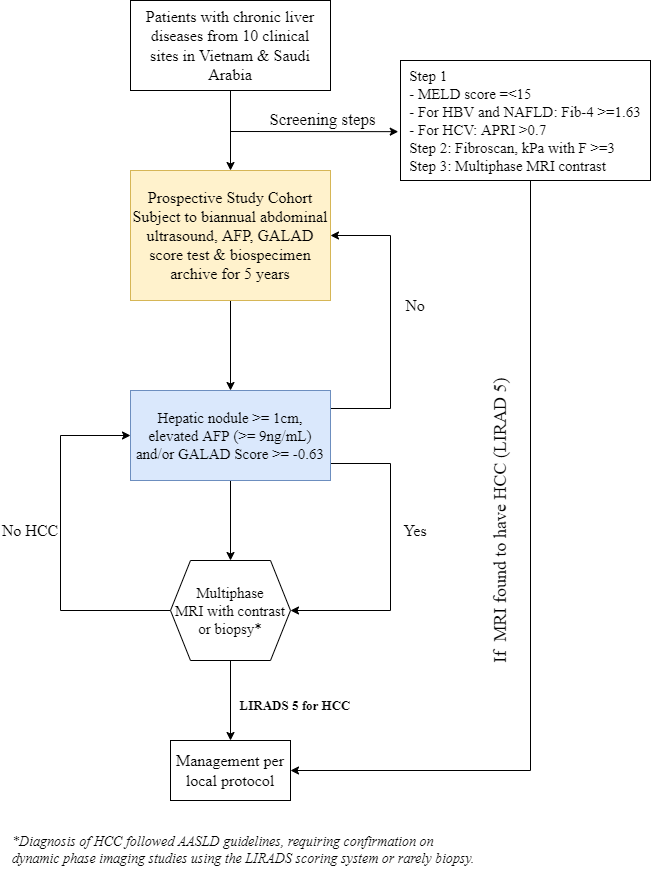 Patients with chronic liver
diseases from 10 clinical
sites in Vietnam & Saudi
Arabia
Screening steps
Step 1
- MELD score =<15
- For HBV and NAFLD: Fib-4 >=1.63
- For HCV: APRI >0.7
Step 2: Fibroscan, kPa with F >=3
Step 3: Multiphase MRI contrast
Prospective Study Cohort
Subject to biannual abdominal
ultrasound, AFP, GALAD
score test & biospecimen
archive for 5 years
No
Hepatic nodule >= 1cm,
elevated AFP (>= 9ng/mL)
and/or GALAD Score >= -0.63
If MRI found to have HCC (LIRAD 5)
No HCC
Yes
Multiphase
MRI with contrast
or biopsy*
LIRADS 5 for HCC
Management per
local protocol
*Diagnosis of HCC followed AASLD guidelines, requiring confirmation on
dynamic phase imaging studies using the LIRADS scoring system or rarely biopsy.